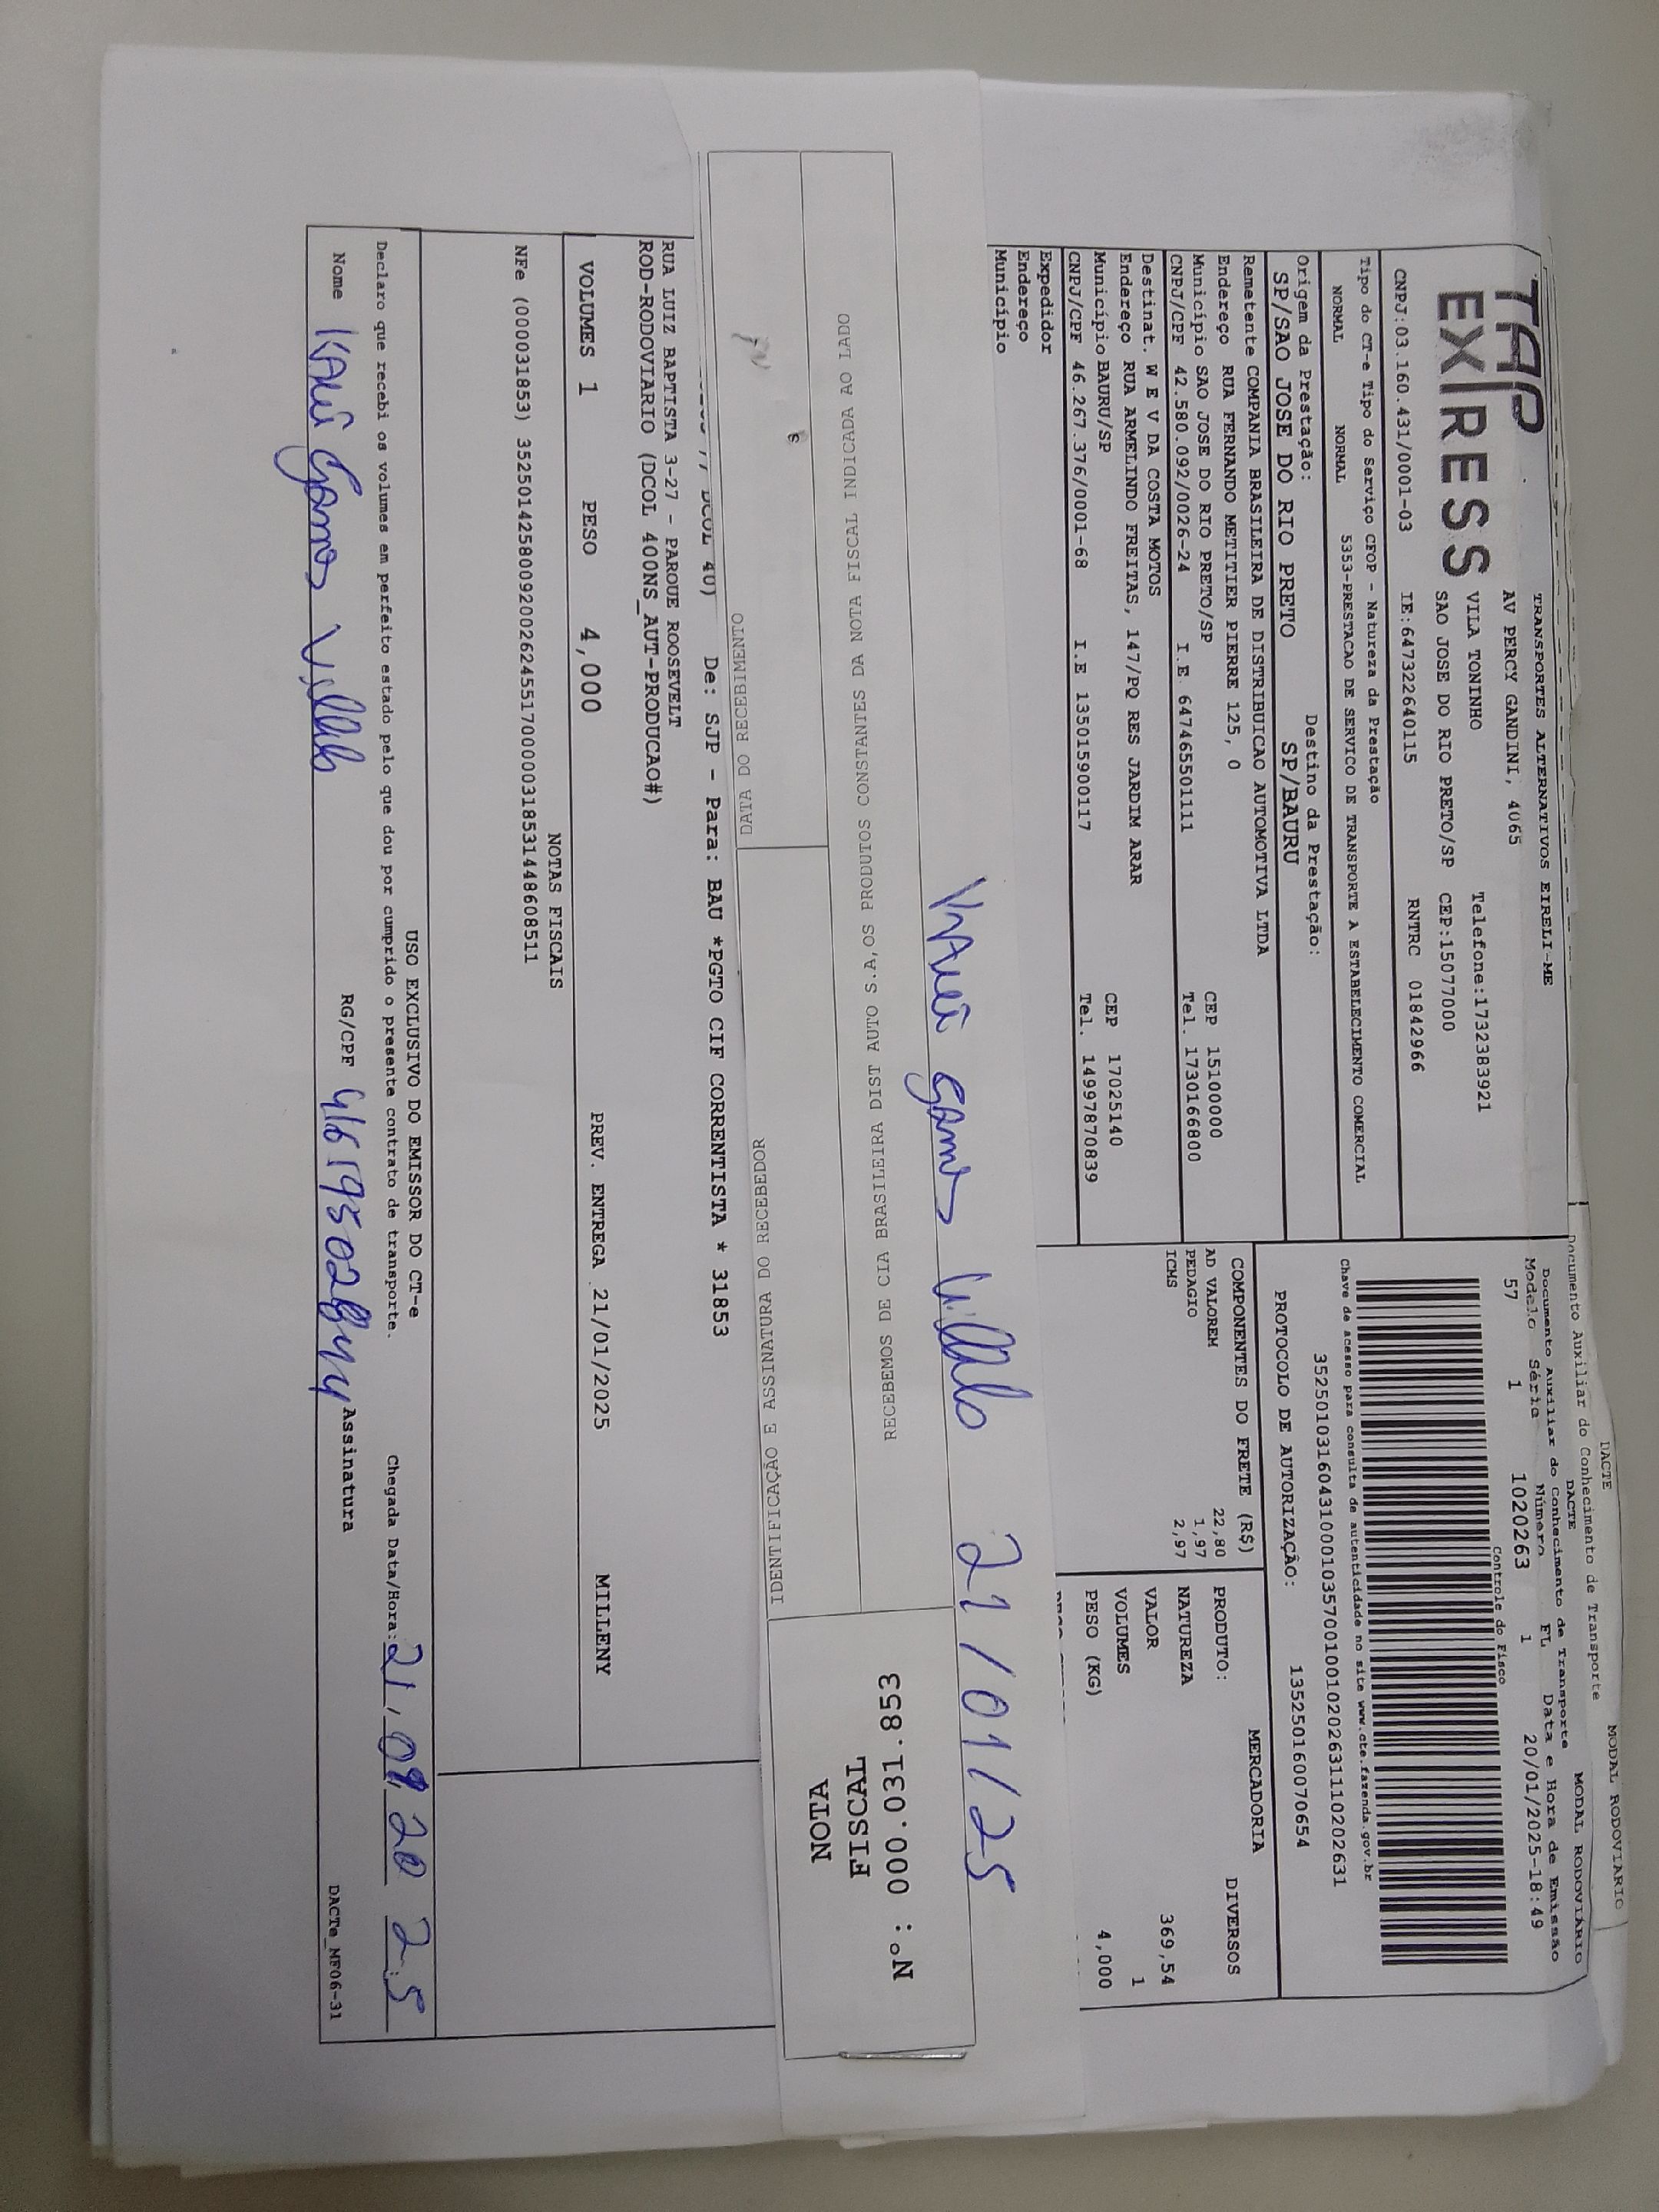 DACTE MODAL RODOVIARIO
Documento Auxiliar do Conhecimento de Transporte
TAP EXPRESS
TRANSPORTES ALTERNATIVOS EIRELI-ME
AV PERCY GANDINI, 4065
VILA TONINHO Telefone:1732383921
SAO JOSE DO RIO PRETO/SP CEP:15077000
CNPJ:03.160.431/0001-03 IE:647322640115 RNTRC 01842966
DACTE MODAL RODOVIÁRIO
Documento Auxiliar do Conhecimento de Transporte
Modelo Série Número FL Data e Hora de Emissão
57 1 1020263 1 20/01/2025-18:49
Controle do Fisco
Tipo do CT-e Tipo do Serviço CFOP - Natureza da Prestação
NORMAL NORMAL 5353-PRESTACAO DE SERVICO DE TRANSPORTE A ESTABELECIMENTO COMERCIAL
Chave de acesso para consulta de autenticidade no site www.cte.fazenda.gov.br
35250103160431000103570010010202631110202631
Origem da Prestação: Destino da Prestação:
SP/SAO JOSE DO RIO PRETO SP/BAURU
PROTOCOLO DE AUTORIZAÇÃO: 135250160070654
Remetente COMPANIA BRASILEIRA DE DISTRIBUICAO AUTOMOTIVA LTDA
Endereço RUA FERNANDO METITIER PIERRE 125, 0
Município SAO JOSE DO RIO PRETO/SP CEP 15100000
CNPJ/CPF 42.580.092/0026-24 I.E. 647465501111 Tel. 1730166800
Destinat. W E V DA COSTA MOTOS
Endereço RUA ARMELINDO FREITAS, 147/PQ RES JARDIM ARAR
Município BAURU/SP CEP 17025140
CNPJ/CPF 46.267.376/0001-68 I.E 135015900117 Tel. 14997870839
Expedidor
Endereço
Município
COMPONENTES DO FRETE (R$)
AD VALOREM 22,80
PEDAGIO 1,97
ICMS 2,97
MERCADORIA
PRODUTO: DIVERSOS
NATUREZA
VALOR 369,54
VOLUMES 1
PESO (KG) 4,000
Kauê Gomes 21/01/25
RECEBEMOS DE CIA BRASILEIRA DIST AUTO S.A,OS PRODUTOS CONSTANTES DA NOTA FISCAL INDICADA AO LADO
DATA DO RECEBIMENTO
IDENTIFICAÇÃO E ASSINATURA DO RECEBEDOR
NOTA
FISCAL
Nº : 000.031.853
De: SJP - Para: BAU *PGTO CIF CORRENTISTA * 31853
RUA LUIZ BAPTISTA 3-27 - PARQUE ROOSEVELT
ROD-RODOVIARIO (DCOL 400NS_AUT-PRODUCAO#)
VOLUMES 1 PESO 4,000 PREV. ENTREGA 21/01/2025 MILLENY
NOTAS FISCAIS
NFe (000031853) 35250142580092002624551700000318531448608511
USO EXCLUSIVO DO EMISSOR DO CT-e
Declaro que recebi os volumes em perfeito estado pelo que dou por cumprido o presente contrato de transporte. Chegada Data/Hora: 21
Nome Kauê Gomes RG/CPF Assinatura
DACTe_MF06-31